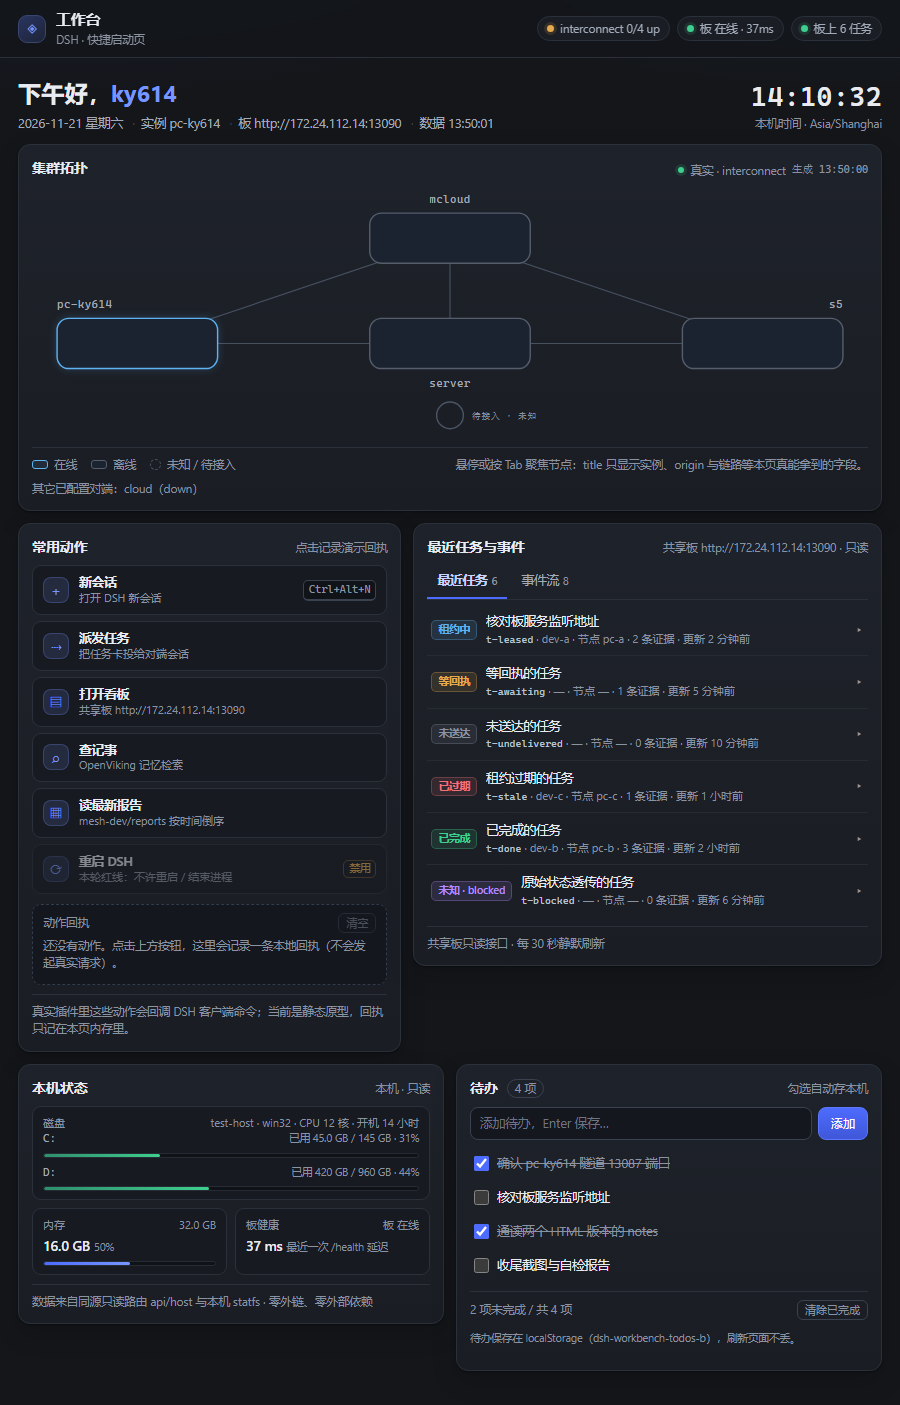 工作台
DSH · 快捷启动页
interconnect 0/4 up
板 在线 · 37ms
板上 6 任务
下午好，ky614
14:10:32
2026-11-21 星期六 · 实例 pc-ky614 · 板 http://172.24.112.14:13090 · 数据 13:50:01
本机时间 · Asia/Shanghai
集群拓扑
真实 · interconnect 生成 13:50:00
mcloud
pc-ky614
s5
server
待接入 · 未知
在线 离线 未知 / 待接入
悬停或按 Tab 聚焦节点：title 只显示实例、origin 与链路等本页真能拿到的字段。
其它已配置对端：cloud（down）
常用动作
点击记录演示回执
新会话
打开 DSH 新会话
Ctrl+Alt+N
派发任务
把任务卡投给对端会话
打开看板
共享板 http://172.24.112.14:13090
查记事
OpenViking 记忆检索
读最新报告
mesh-dev/reports 按时间倒序
重启 DSH
本轮红线：不许重启 / 结束进程
禁用
动作回执
清空
还没有动作。点击上方按钮，这里会记录一条本地回执（不会发
起真实请求）。
真实插件里这些动作会回调 DSH 客户端命令；当前是静态原型，回执
只记在本页内存里。
最近任务与事件
共享板 http://172.24.112.14:13090 · 只读
最近任务 6
事件流 8
租约中
核对板服务监听地址
t-leased · dev-a · 节点 pc-a · 2 条证据 · 更新 2 分钟前
等回执
等回执的任务
t-awaiting · — · 节点 — · 1 条证据 · 更新 5 分钟前
未送达
未送达的任务
t-undelivered · — · 节点 — · 0 条证据 · 更新 10 分钟前
已过期
租约过期的任务
t-stale · dev-c · 节点 pc-c · 1 条证据 · 更新 1 小时前
已完成
已完成的任务
t-done · dev-b · 节点 pc-b · 3 条证据 · 更新 2 小时前
未知 · blocked
原始状态透传的任务
t-blocked · — · 节点 — · 0 条证据 · 更新 6 分钟前
共享板只读接口 · 每 30 秒静默刷新
本机状态
本机 · 只读
磁盘
test-host · win32 · CPU 12 核 · 开机 14 小时
C:
已用 45.0 GB / 145 GB · 31%
D:
已用 420 GB / 960 GB · 44%
内存
32.0 GB
16.0 GB 50%
板健康
板 在线
37 ms 最近一次 /health 延迟
数据来自同源只读路由 api/host 与本机 statfs · 零外链、零外部依赖
待办
4 项
勾选自动存本机
添加待办，Enter 保存…
添加
确认 pc-ky614 隧道 13087 端口
核对板服务监听地址
通读两个 HTML 版本的 notes
收尾截图与自检报告
2 项未完成 / 共 4 项
清除已完成
待办保存在 localStorage（dsh-workbench-todos-b），刷新页面不丢。